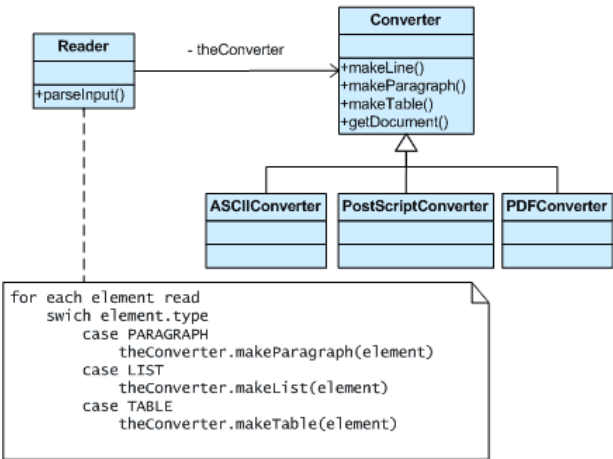 Converter
Reader
- theConverter
+makeLine()
+makeParagraph()
+parseInput()
+makeTable()
+getDocument()
ASCIIConverter
PostScriptConverter
PDFConverter
for each element read
swich element.type
case PARAGRAPH
theConverter.makeParagraph(element)
case LIST
theConverter.makeList(element)
case TABLE
theConverter.makeTable(element)